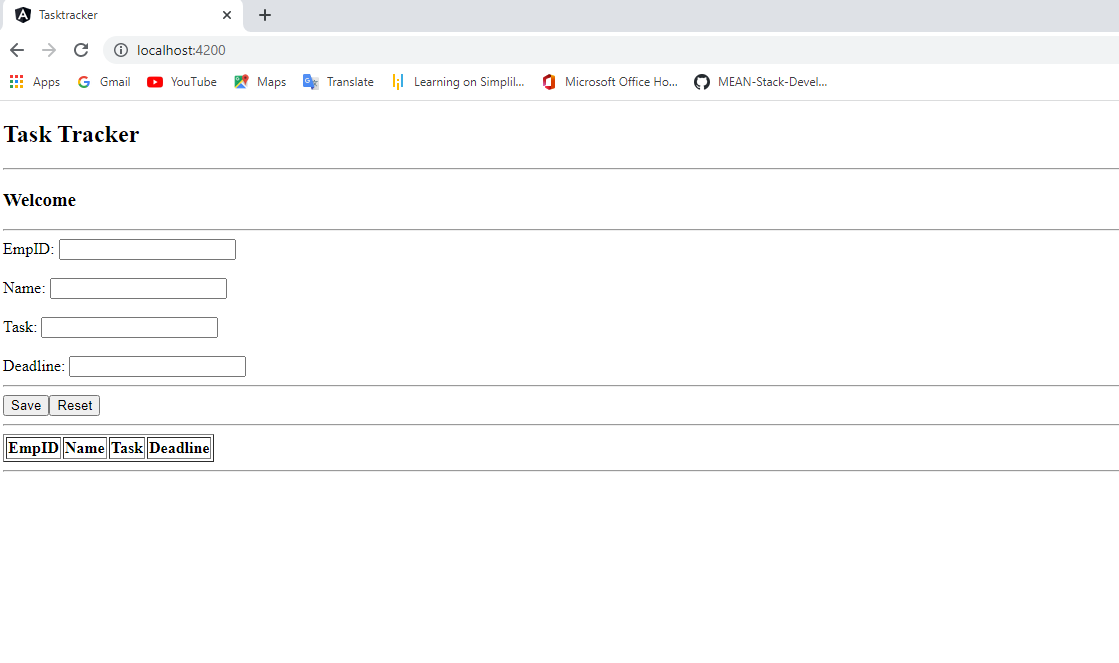 Tasktracker
localhost:4200
Apps Gmail YouTube Maps Translate Learning on Simplil... Microsoft Office Ho... MEAN-Stack-Devel...
Task Tracker
Welcome
EmpID:
Name:
Task:
Deadline:
Save Reset
EmpID Name Task Deadline